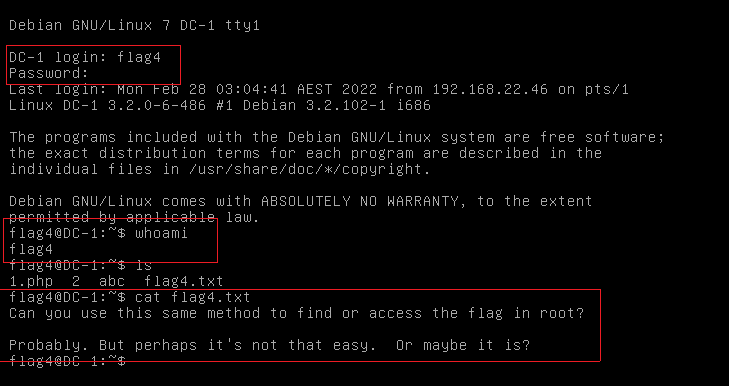 Debian GNU/Linux 7 DC-1 tty1
DC-1 login: flag4
Password:
Last login: Mon Feb 28 03:04:41 AEST 2022 from 192.168.22.46 on pts/1
Linux DC-1 3.2.0-6-486 #1 Debian 3.2.102-1 i686
The programs included with the Debian GNU/Linux system are free software;
the exact distribution terms for each program are described in the
individual files in /usr/share/doc/*/copyright.
Debian GNU/Linux comes with ABSOLUTELY NO WARRANTY, to the extent
permitted by applicable law.
flag4@DC-1:~$ whoami
flag4
flag4@DC-1:~$ ls
1.php  2  abc  flag4.txt
flag4@DC-1:~$ cat flag4.txt
Can you use this same method to find or access the flag in root?
Probably. But perhaps it's not that easy.  Or maybe it is?
flag4@DC-1:~$